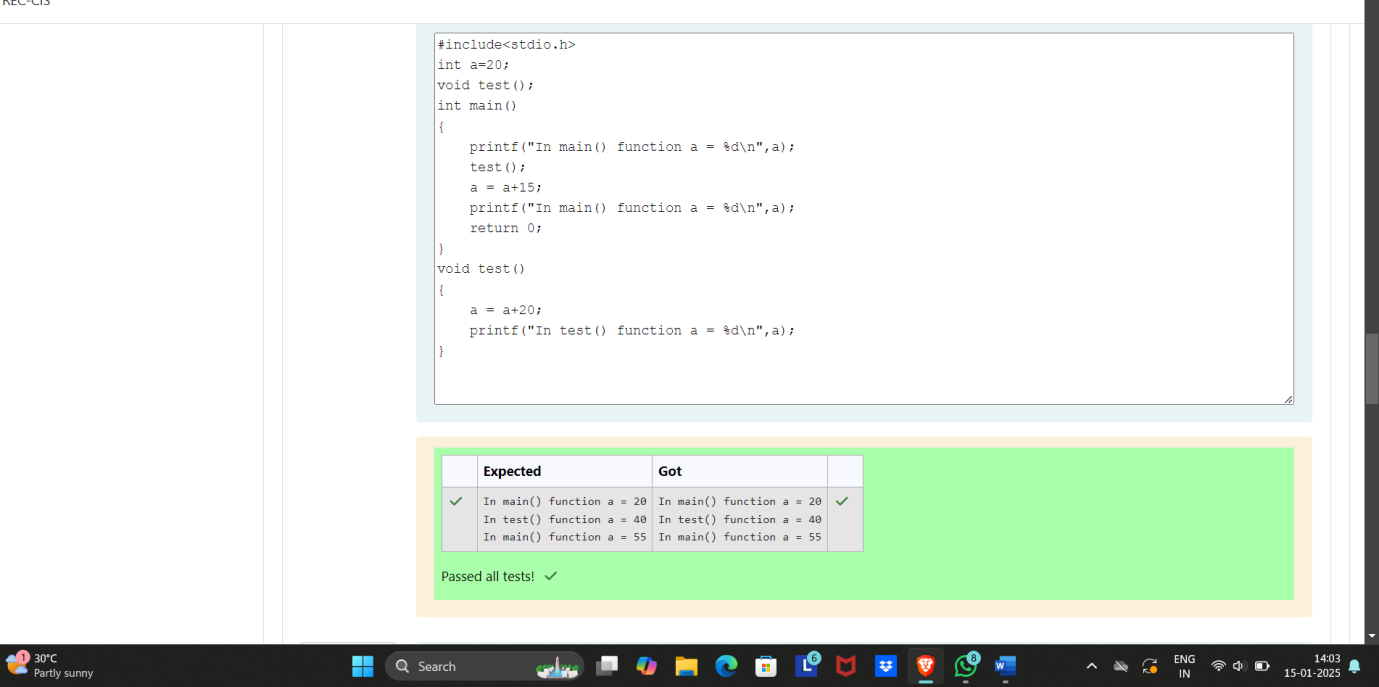 REC-CIS
#include<stdio.h>
int a=20;
void test();
int main()
{
    printf("In main() function a = %d\n",a);
    test();
    a = a+15;
    printf("In main() function a = %d\n",a);
    return 0;
}
void test()
{
    a = a+20;
    printf("In test() function a = %d\n",a);
}
Expected Got
In main() function a = 20 In main() function a = 20
In test() function a = 40 In test() function a = 40
In main() function a = 55 In main() function a = 55
Passed all tests!
1
30°C
Partly sunny
Search
L
6
8
W
ENG
IN
14:03
15-01-2025